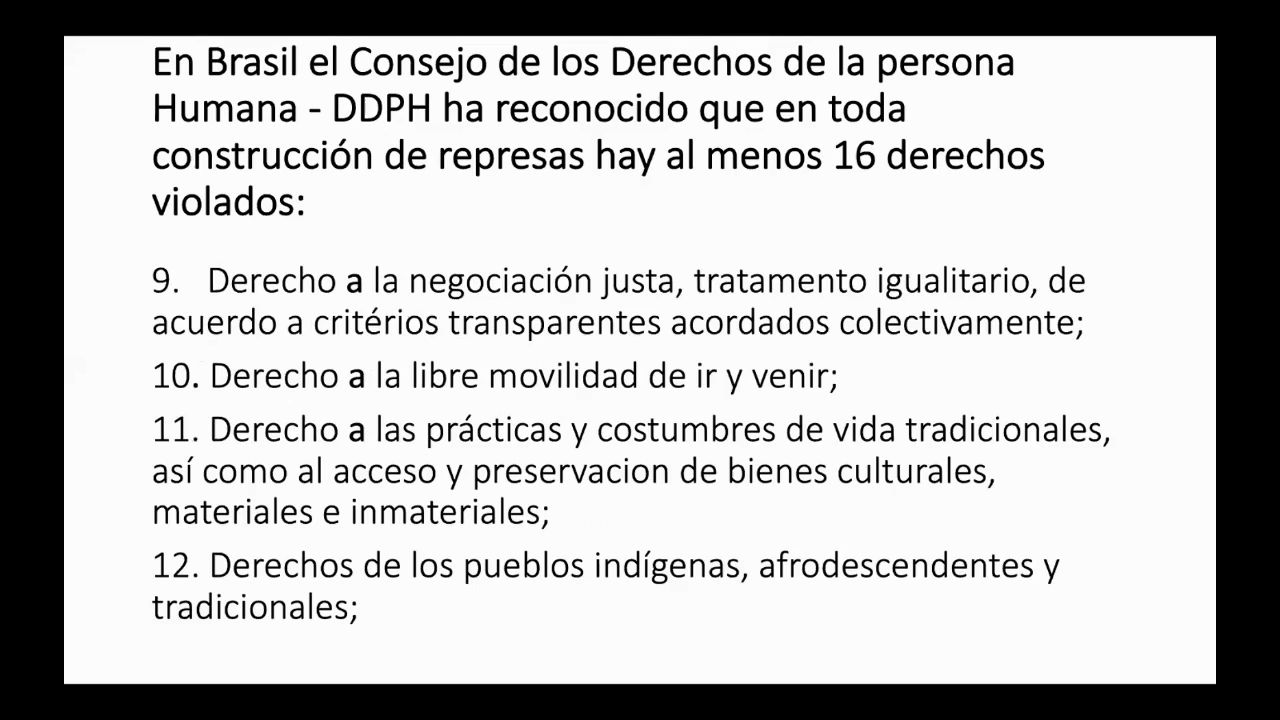 En Brasil el Consejo de los Derechos de la persona
Humana - DDPH ha reconocido que en toda
construcción de represas hay al menos 16 derechos
violados:
9. Derecho a la negociación justa, tratamento igualitario, de
acuerdo a critérios transparentes acordados colectivamente;
10. Derecho a la libre movilidad de ir y venir;
11. Derecho a las prácticas y costumbres de vida tradicionales,
así como al acceso y preservacion de bienes culturales,
materiales e inmateriales;
12. Derechos de los pueblos indígenas, afrodescendentes y
tradicionales;